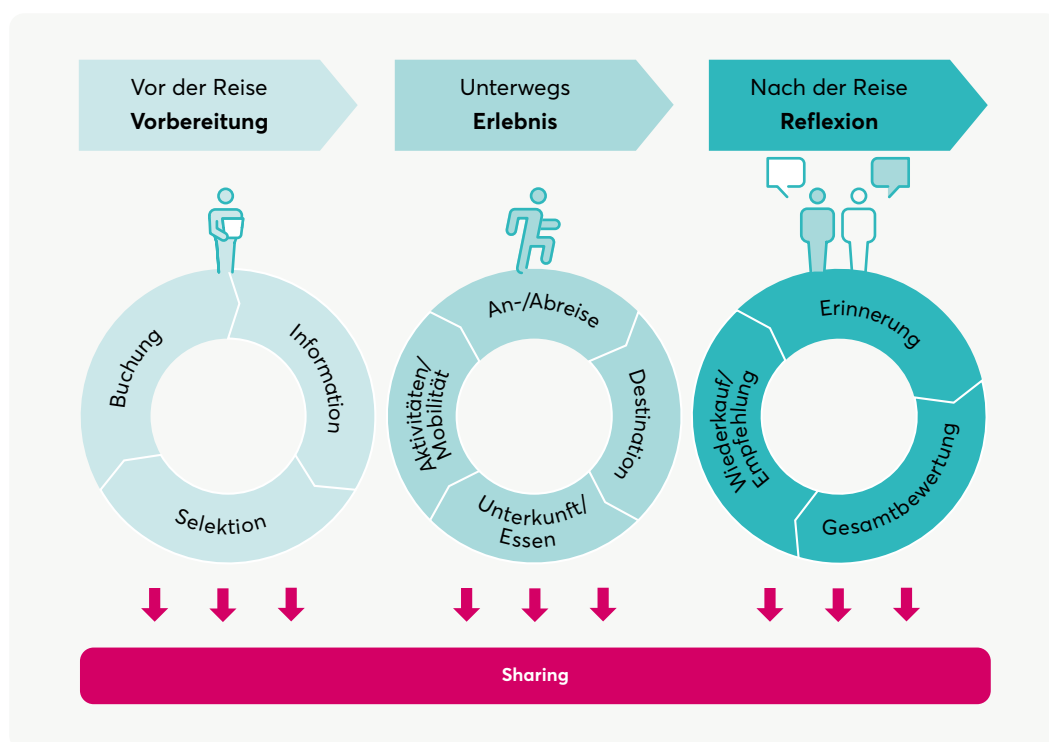 Vor der Reise
Vorbereitung
Unterwegs
Erlebnis
Nach der Reise
Reflexion
Information
Selektion
Buchung
An-/Abreise
Destination
Unterkunft/
Essen
Aktivitäten/
Mobilität
Erinnerung
Gesamtbewertung
Wiederkauf/
Empfehlung
Sharing